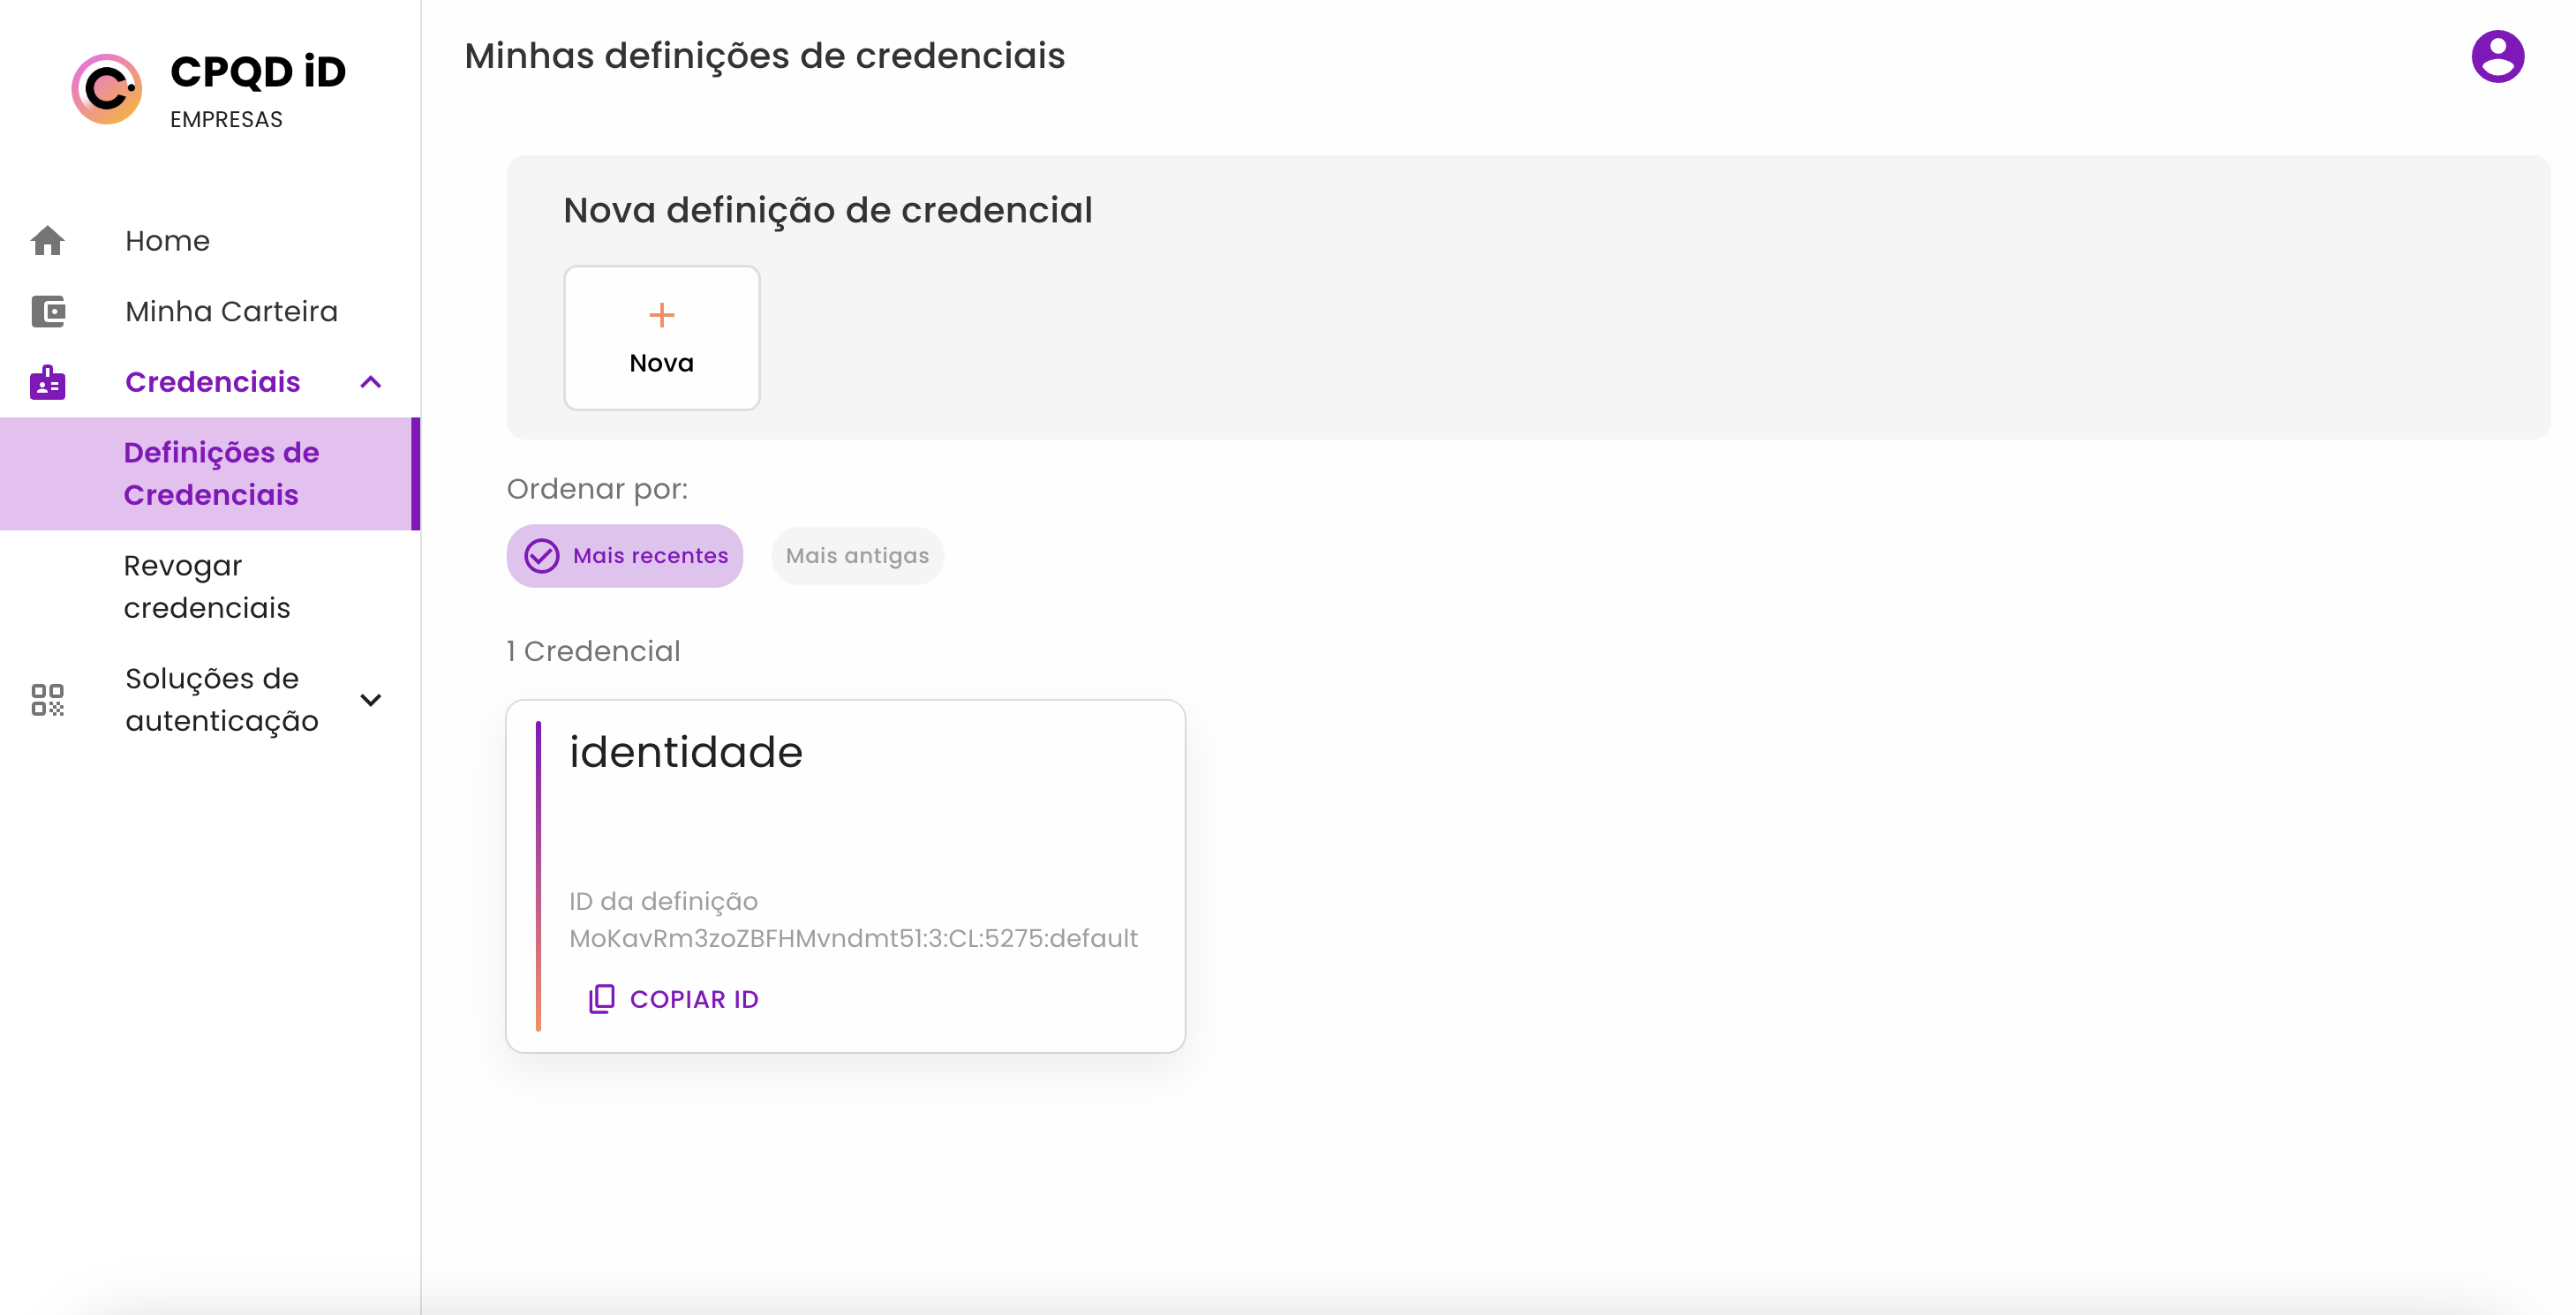 CPQD iD
EMPRESAS
Home
Minha Carteira
Credenciais
Definições de
Credenciais
Revogar
credenciais
Soluções de
autenticação
Minhas definições de credenciais
Nova definição de credencial
Nova
Ordenar por:
Mais recentes
Mais antigas
1 Credencial
identidade
ID da definição
MoKavRm3zoZBFHMvndmt51:3:CL:5275:default
COPIAR ID